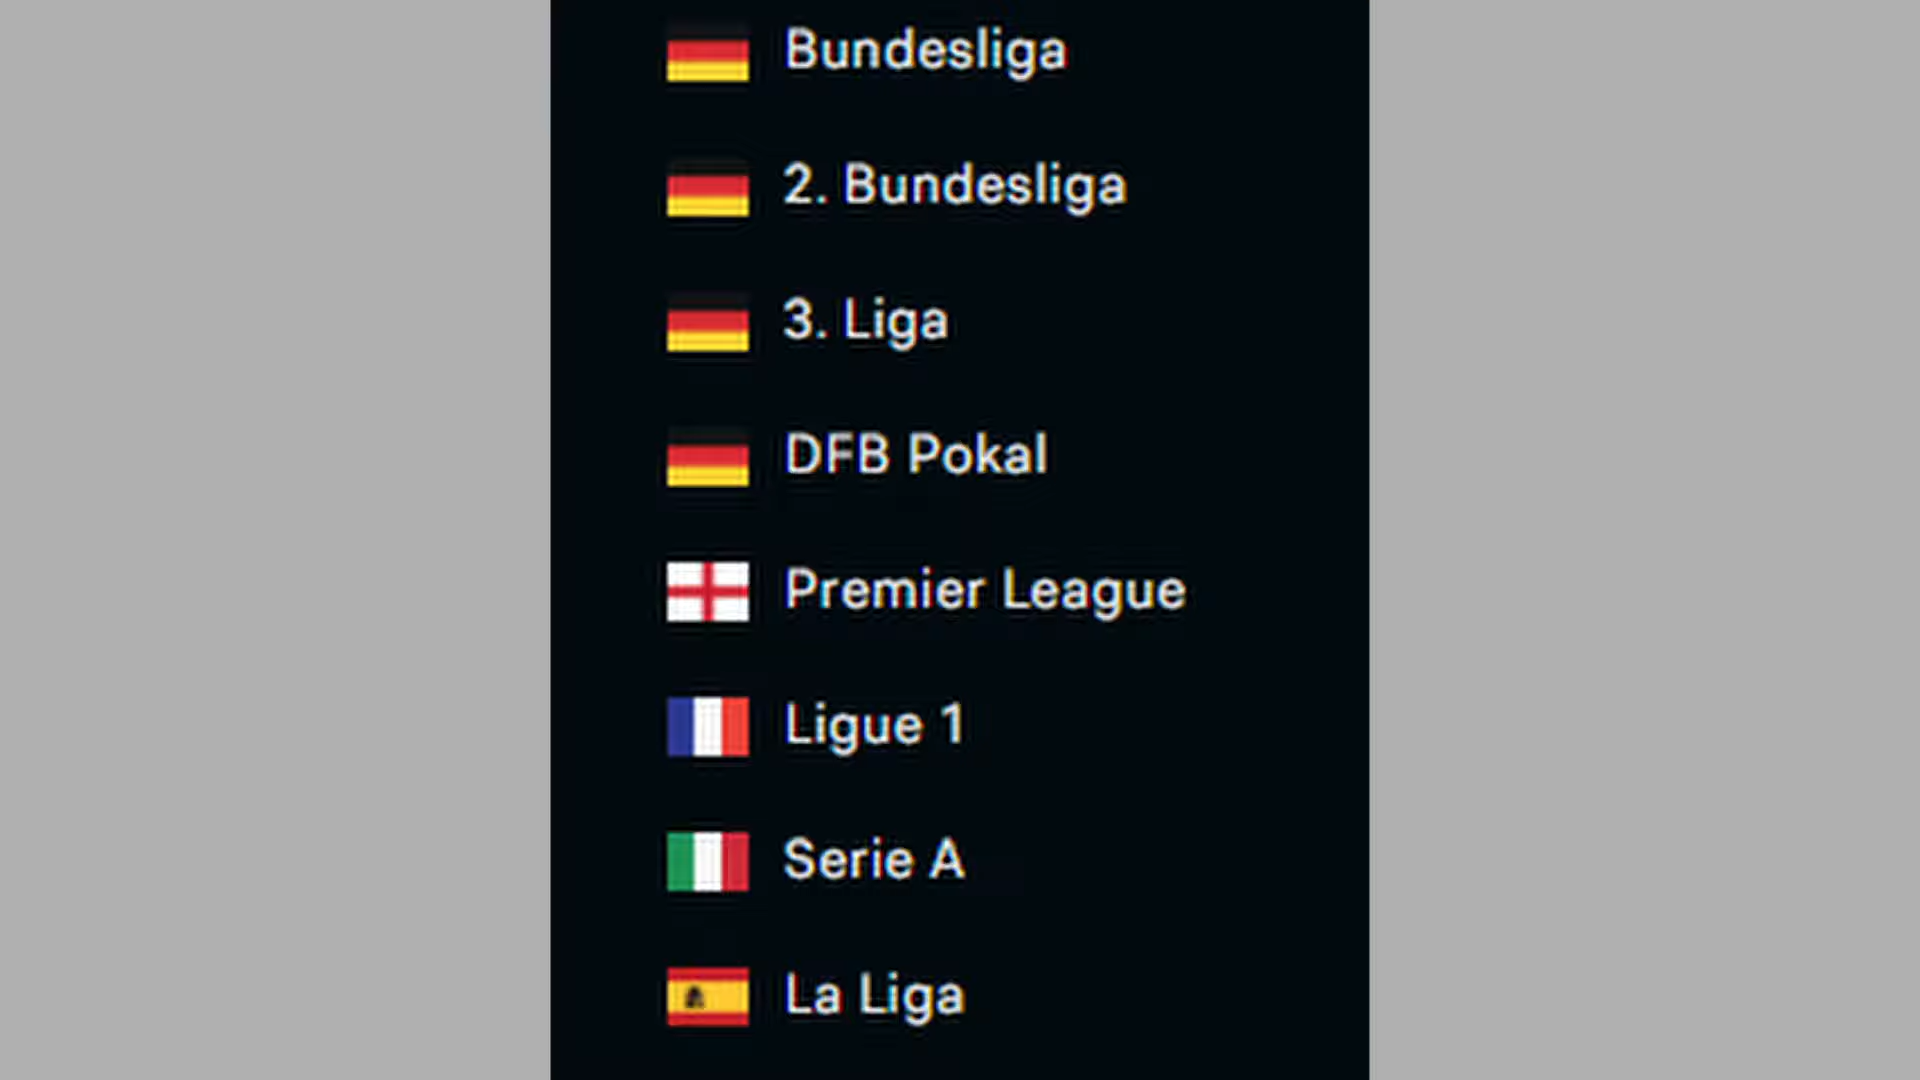 Bundesliga
2. Bundesliga
3. Liga
DFB Pokal
Premier League
Ligue 1
Serie A
La Liga